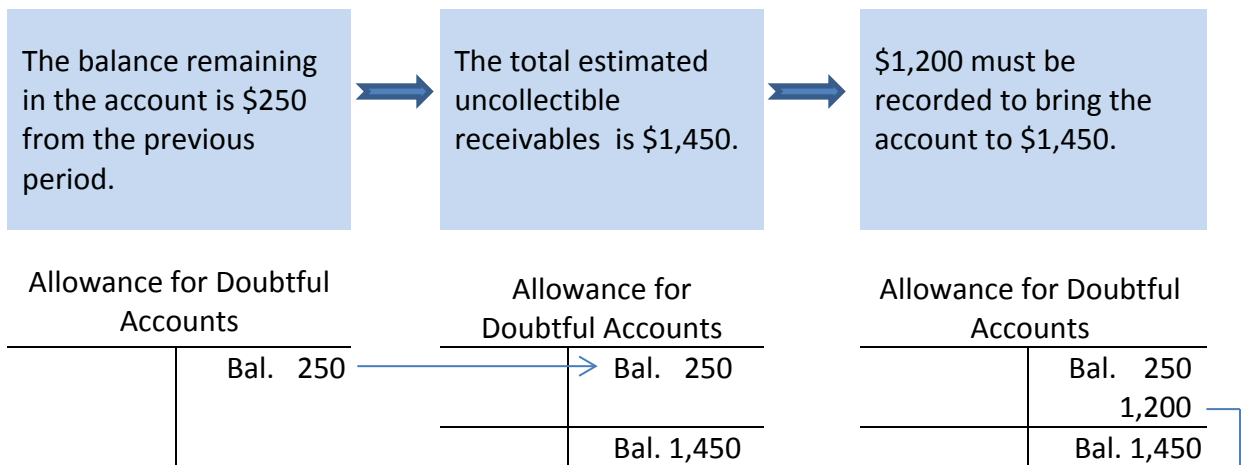 The balance remaining
in the account is $250
from the previous
period.
The total estimated
uncollectible
receivables is $1,450.
$1,200 must be
recorded to bring the
account to $1,450.
Allowance for Doubtful
Accounts
Bal. 250
Allowance for
Doubtful Accounts
Bal. 250
Bal. 1,450
Allowance for Doubtful
Accounts
Bal. 250
1,200
Bal. 1,450